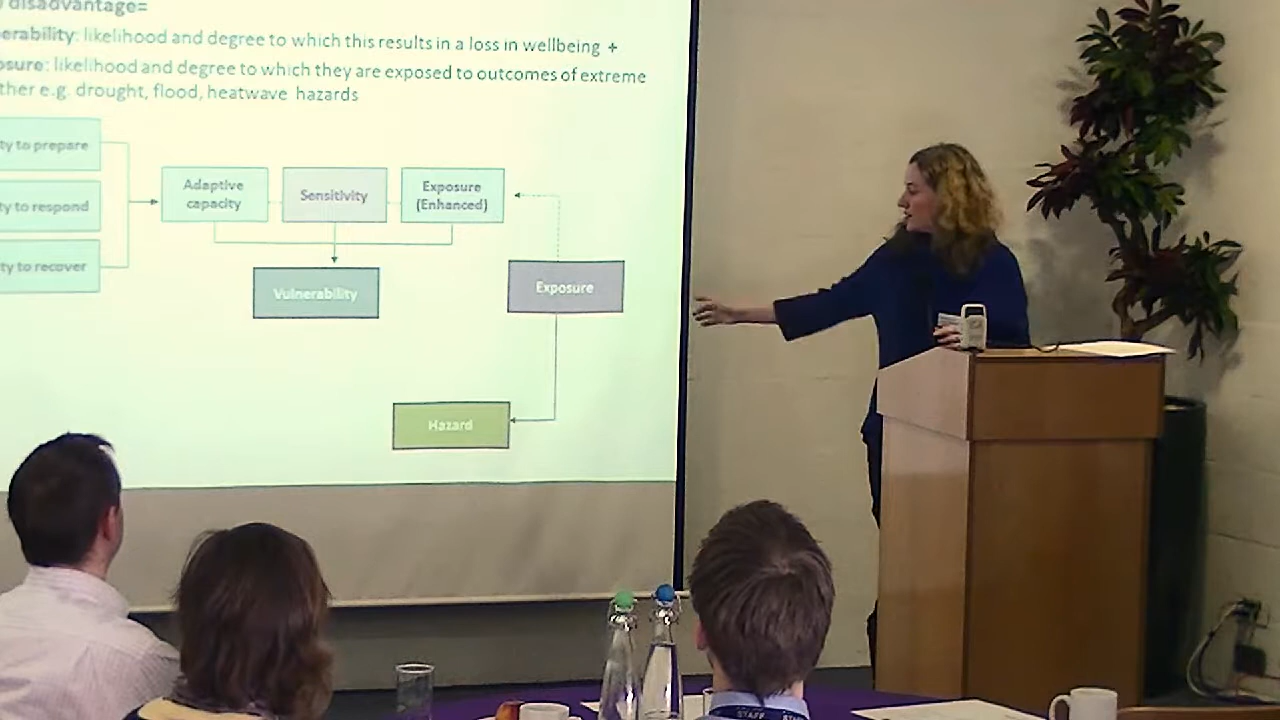 disadvantage=
erability: likelihood and degree to which this results in a loss in wellbeing +
osure: likelihood and degree to which they are exposed to outcomes of extreme
ther e.g. drought, flood, heatwave hazards
ty to prepare
ty to respond
ty to recover
Adaptive
capacity
Sensitivity
Exposure
(Enhanced)
Vulnerability
Exposure
Hazard
STAFF